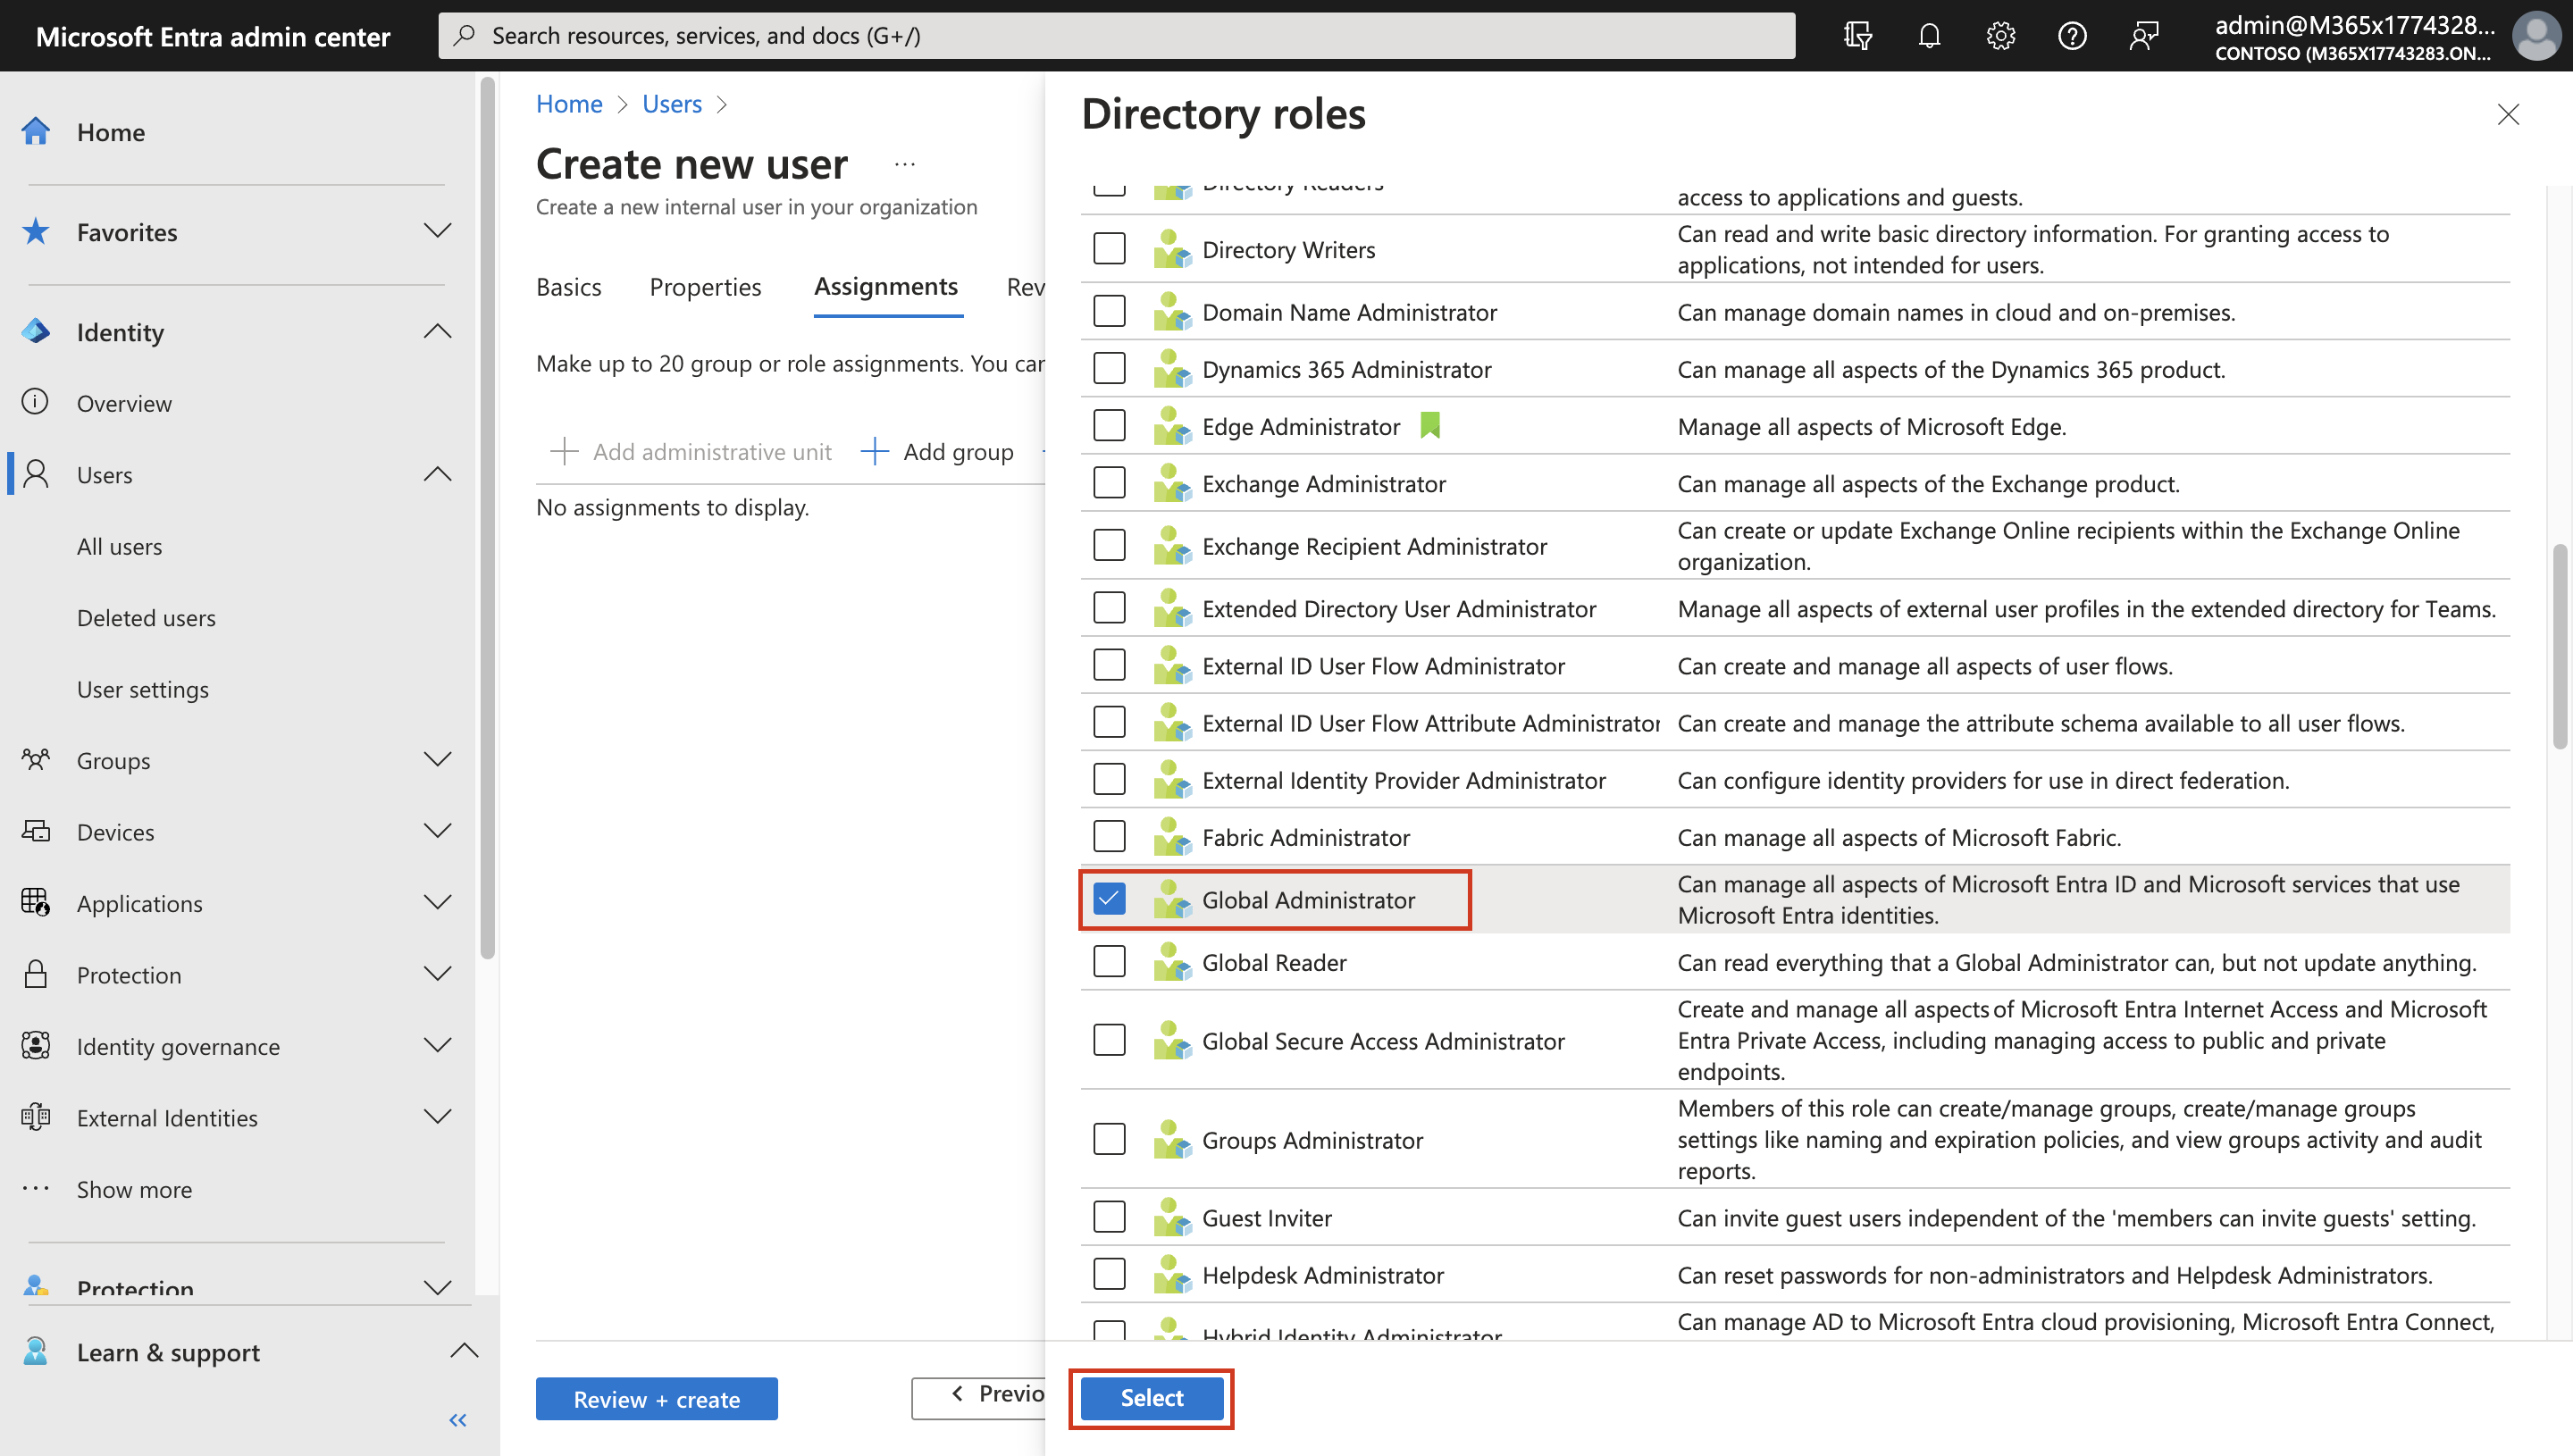 Microsoft Entra admin center
Search resources, services, and docs (G+/)
admin@M365x1774328...
CONTOSO (M365X17743283.ON...
Home
Favorites
Identity
Overview
Users
All users
Deleted users
User settings
Groups
Devices
Applications
Protection
Identity governance
External Identities
Show more
Protection
Learn & support
Home > Users >
Create new user ...
Create a new internal user in your organization
Basics Properties Assignments Rev
Make up to 20 group or role assignments. You can
Add administrative unit Add group
No assignments to display.
Review + create
< Previo
Directory roles
Directory Readers
access to applications and guests.
Directory Writers
Can read and write basic directory information. For granting access to
applications, not intended for users.
Domain Name Administrator
Can manage domain names in cloud and on-premises.
Dynamics 365 Administrator
Can manage all aspects of the Dynamics 365 product.
Edge Administrator
Manage all aspects of Microsoft Edge.
Exchange Administrator
Can manage all aspects of the Exchange product.
Exchange Recipient Administrator
Can create or update Exchange Online recipients within the Exchange Online
organization.
Extended Directory User Administrator
Manage all aspects of external user profiles in the extended directory for Teams.
External ID User Flow Administrator
Can create and manage all aspects of user flows.
External ID User Flow Attribute Administrator
Can create and manage the attribute schema available to all user flows.
External Identity Provider Administrator
Can configure identity providers for use in direct federation.
Fabric Administrator
Can manage all aspects of Microsoft Fabric.
Global Administrator
Can manage all aspects of Microsoft Entra ID and Microsoft services that use
Microsoft Entra identities.
Global Reader
Can read everything that a Global Administrator can, but not update anything.
Global Secure Access Administrator
Create and manage all aspects of Microsoft Entra Internet Access and Microsoft
Entra Private Access, including managing access to public and private
endpoints.
Groups Administrator
Members of this role can create/manage groups, create/manage groups
settings like naming and expiration policies, and view groups activity and audit
reports.
Guest Inviter
Can invite guest users independent of the 'members can invite guests' setting.
Helpdesk Administrator
Can reset passwords for non-administrators and Helpdesk Administrators.
Hybrid Identity Administrator
Can manage AD to Microsoft Entra cloud provisioning, Microsoft Entra Connect,
Select